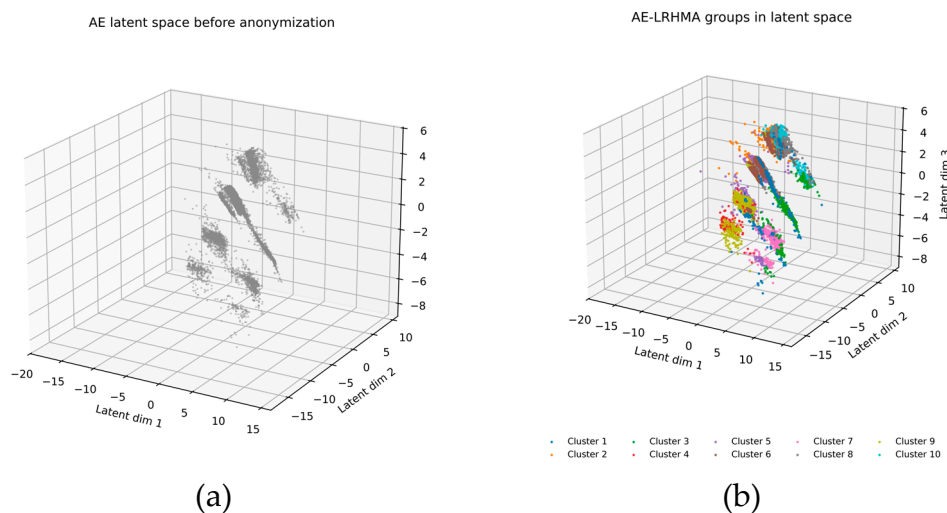 AE latent space before anonymization
6
4
2
0
−2
−4
−6
−8
−20
−15
−10
−5
0
5
10
15
Latent dim 1
−15
−10
−5
0
5
10
Latent dim 2
(a)
AE-LRHMA groups in latent space
6
4
2
0
−2
−4
−6
−8
Latent dim 3
−20
−15
−10
−5
0
5
10
15
Latent dim 1
−15
−10
−5
0
5
10
Latent dim 2
Cluster 1
Cluster 2
Cluster 3
Cluster 4
Cluster 5
Cluster 6
Cluster 7
Cluster 8
Cluster 9
Cluster 10
(b)